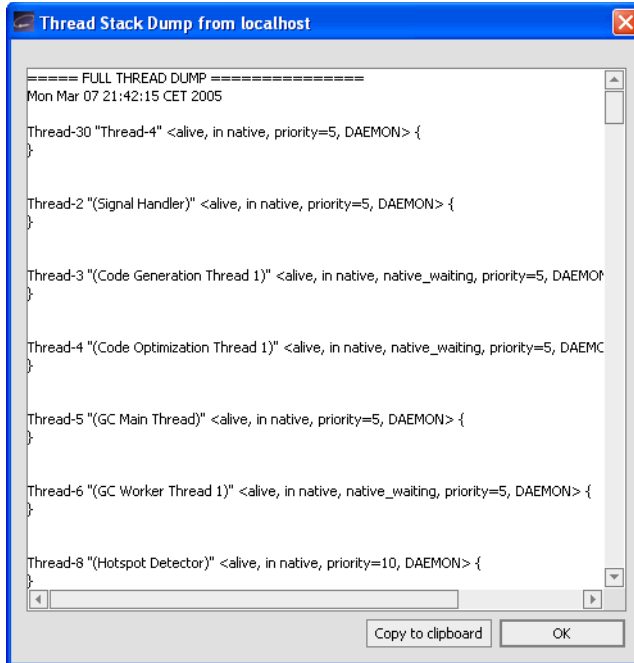 Thread Stack Dump from localhost
===== FULL THREAD DUMP ===============
Mon Mar 07 21:42:15 CET 2005
Thread-30 "Thread-4" <alive, in native, priority=5, DAEMON> {
}
Thread-2 "(Signal Handler)" <alive, in native, priority=5, DAEMON> {
}
Thread-3 "(Code Generation Thread 1)" <alive, in native, native_waiting, priority=5, DAEMON
}
Thread-4 "(Code Optimization Thread 1)" <alive, in native, native_waiting, priority=5, DAEMO
}
Thread-5 "(GC Main Thread)" <alive, in native, priority=5, DAEMON> {
}
Thread-6 "(GC Worker Thread 1)" <alive, in native, native_waiting, priority=5, DAEMON> {
}
Thread-8 "(Hotspot Detector)" <alive, in native, priority=10, DAEMON> {
}
Copy to clipboard
OK